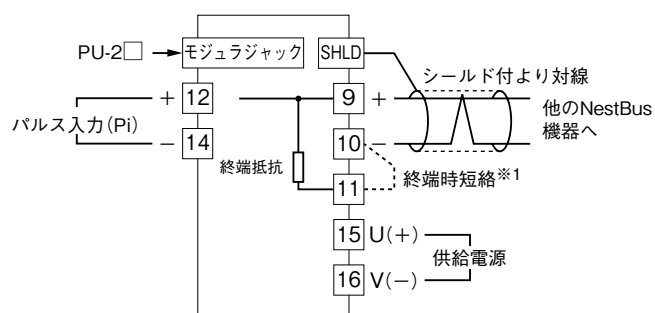 PU-2□
モジュラジャック
SHLD
シールド付より対線
+
12
9
+
他のNestBus
機器へ
パルス入力(Pi)
−
14
10
−
終端抵抗
11
終端時短絡※1
15
U(+)
供給電源
16
V(−)